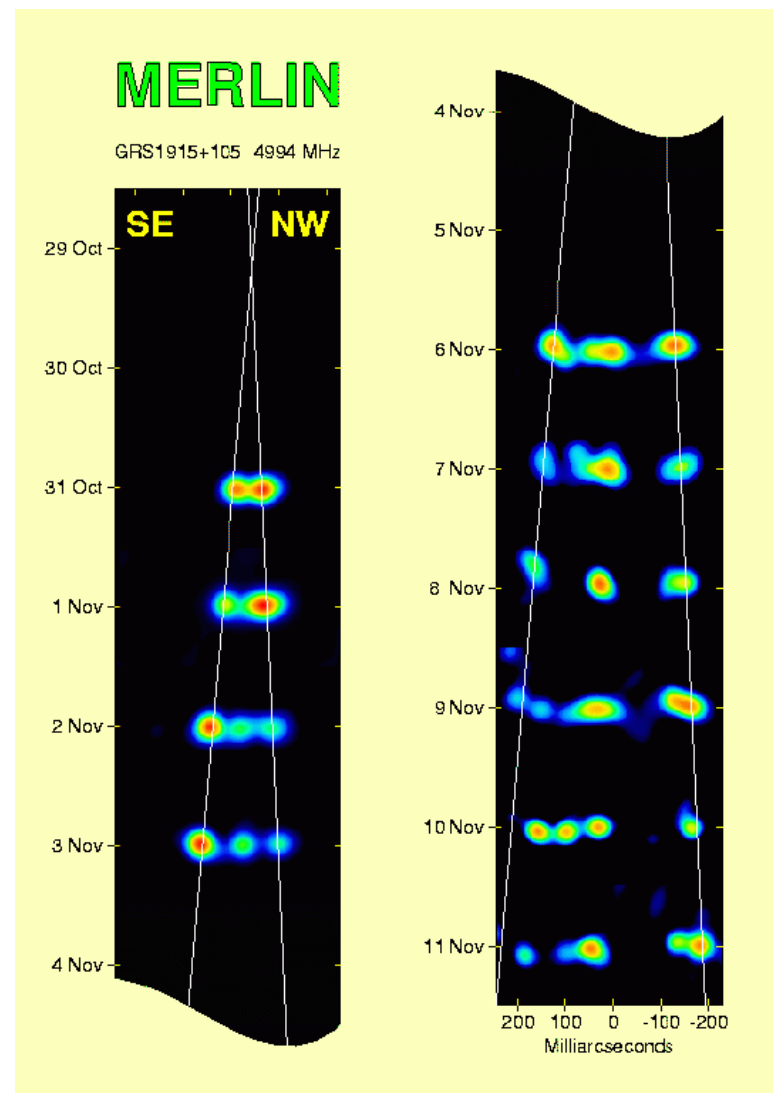 MERLIN
GRS1915+105 4994 MHz
SE NW
29 Oct
30 Oct
31 Oct
1 Nov
2 Nov
3 Nov
4 Nov
4 Nov
5 Nov
6 Nov
7 Nov
8 Nov
9 Nov
10 Nov
11 Nov
200 100 0 -100 -200
Milliarcseconds